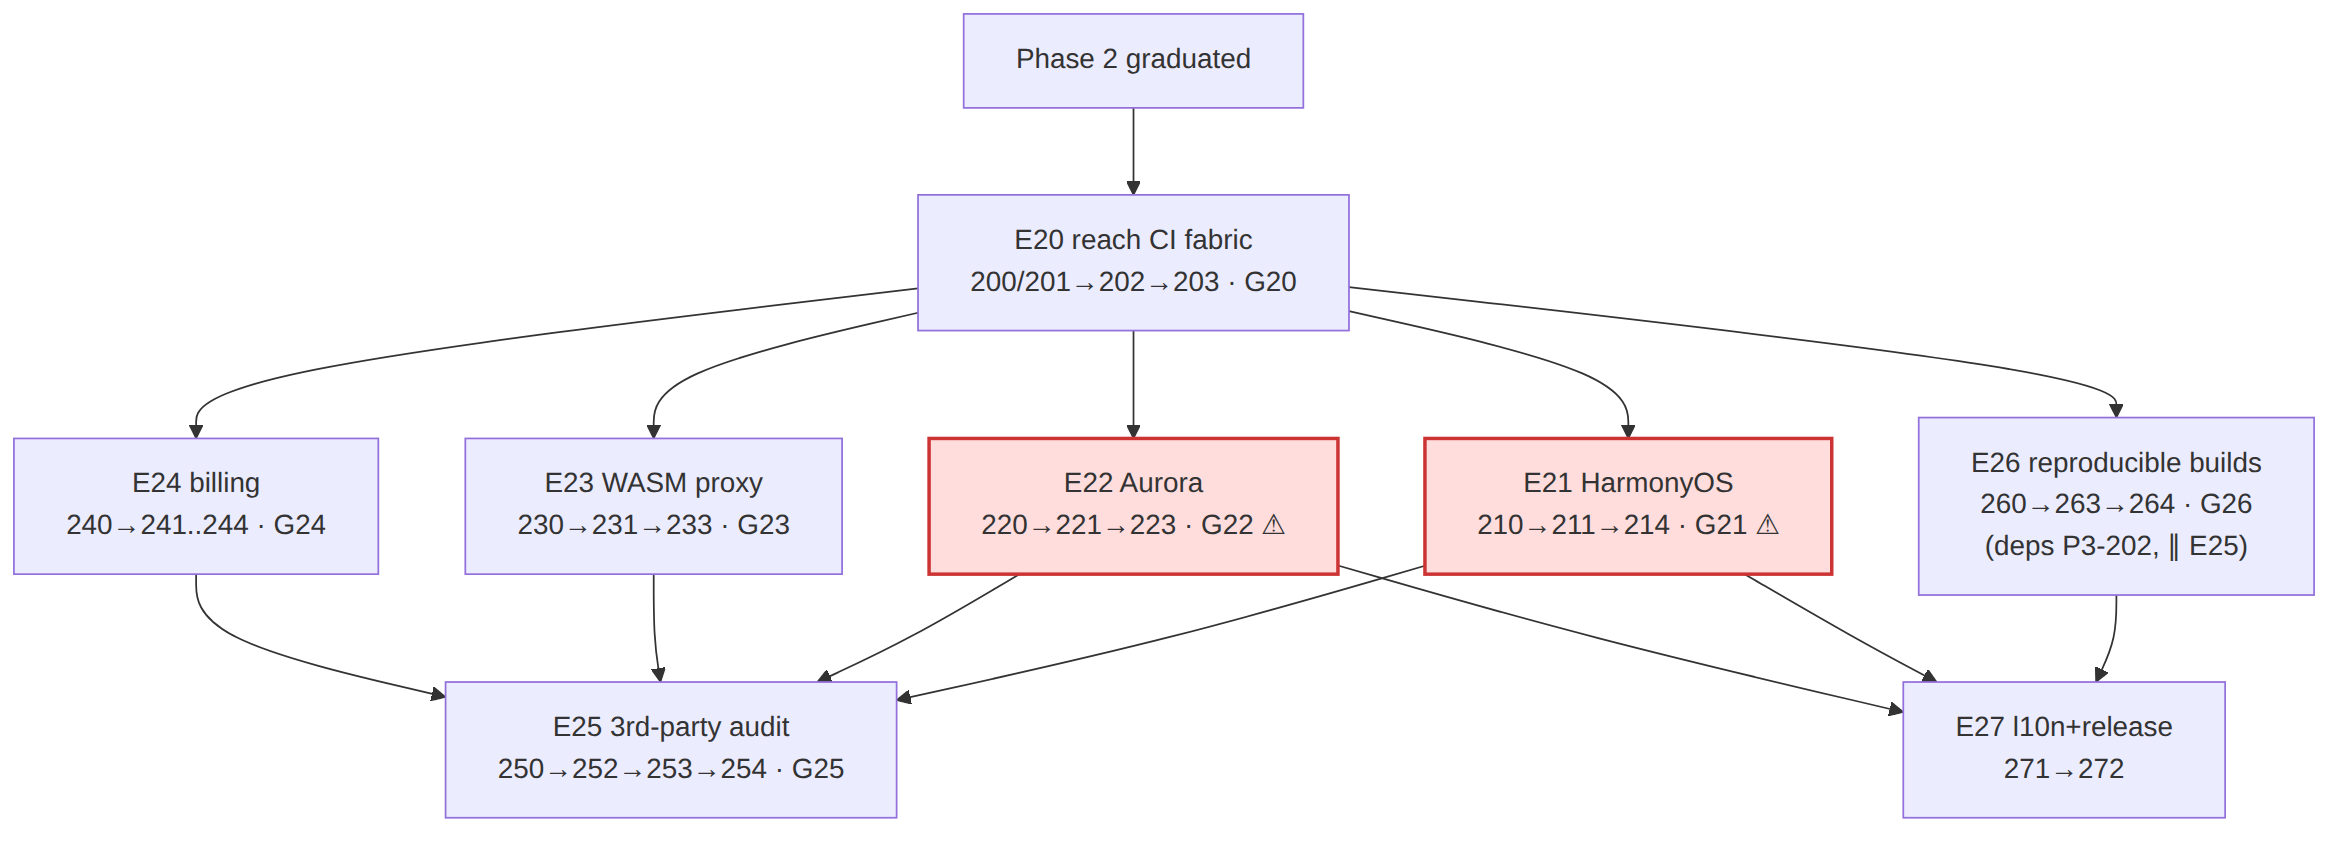 Phase 2 graduated
E20 reach CI fabric
200/201→202→203 · G20
E24 billing
240→241..244 · G24
E23 WASM proxy
230→231→233 · G23
E22 Aurora
220→221→223 · G22 ⚠
E21 HarmonyOS
210→211→214 · G21 ⚠
E26 reproducible builds
260→263→264 · G26
(deps P3-202, ∥ E25)
E25 3rd-party audit
250→252→253→254 · G25
E27 l10n+release
271→272